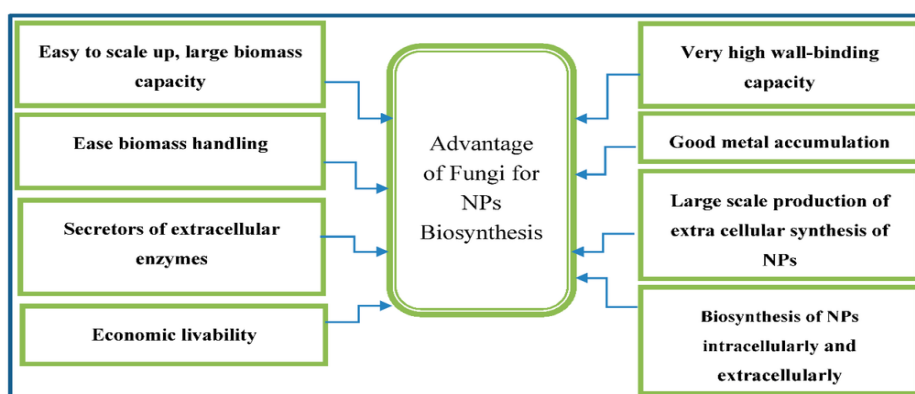 Easy to scale up, large biomass
capacity
Ease biomass handling
Secretors of extracellular
enzymes
Economic livability
Advantage
of Fungi for
NPs
Biosynthesis
Very high wall-binding
capacity
Good metal accumulation
Large scale production of
extra cellular synthesis of
NPs
Biosynthesis of NPs
intracellularly and
extracellularly